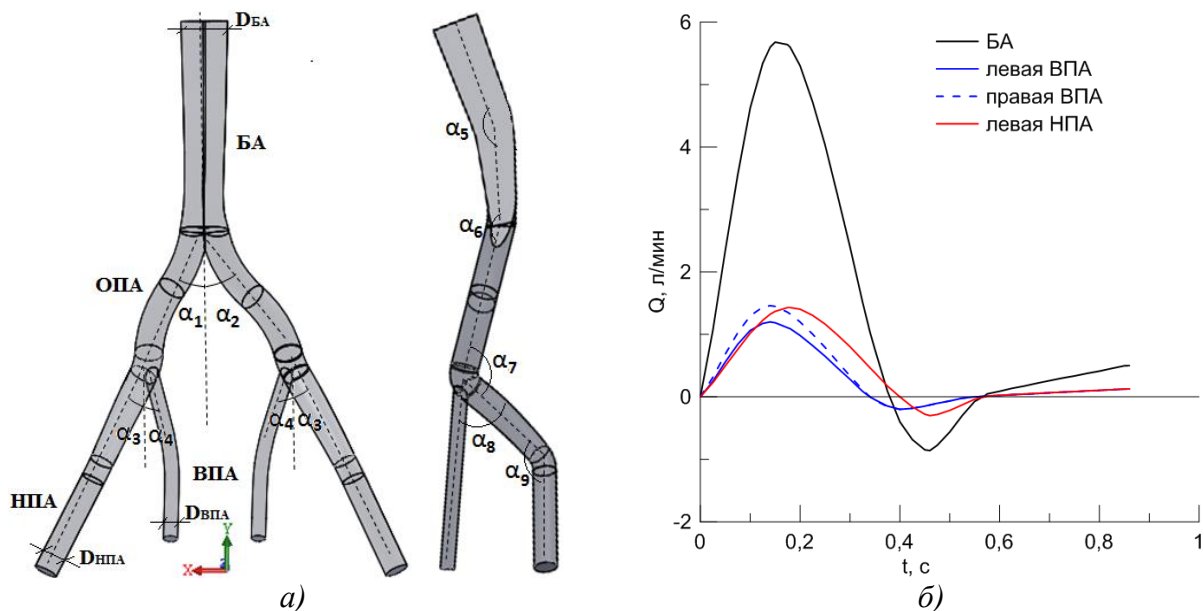 DБА
БА
ОПА
α1
α2
α3
α4
α4
α3
ВПА
НПА
DВПА
DНПА
Y
X
α5
α6
α7
α8
α9
а)
6
4
2
0
-2
Q, л/мин
БА
левая ВПА
правая ВПА
левая НПА
0
0,2
0,4
0,6
0,8
1
t, с
б)